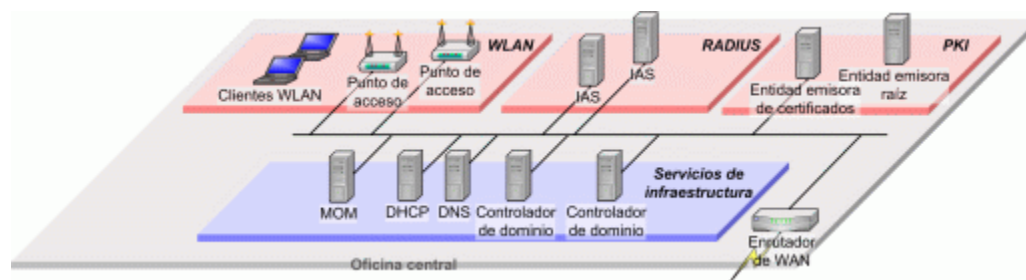 WLAN
Clientes WLAN
Punto de
acceso
Punto de
acceso
RADIUS
IAS
IAS
PKI
Entidad emisora
de certificados
Entidad emisora
raíz
Servicios de
infraestructura
MOM
DHCP
DNS
Controlador
de dominio
Controlador
de dominio
Enrutador
de WAN
Oficina central